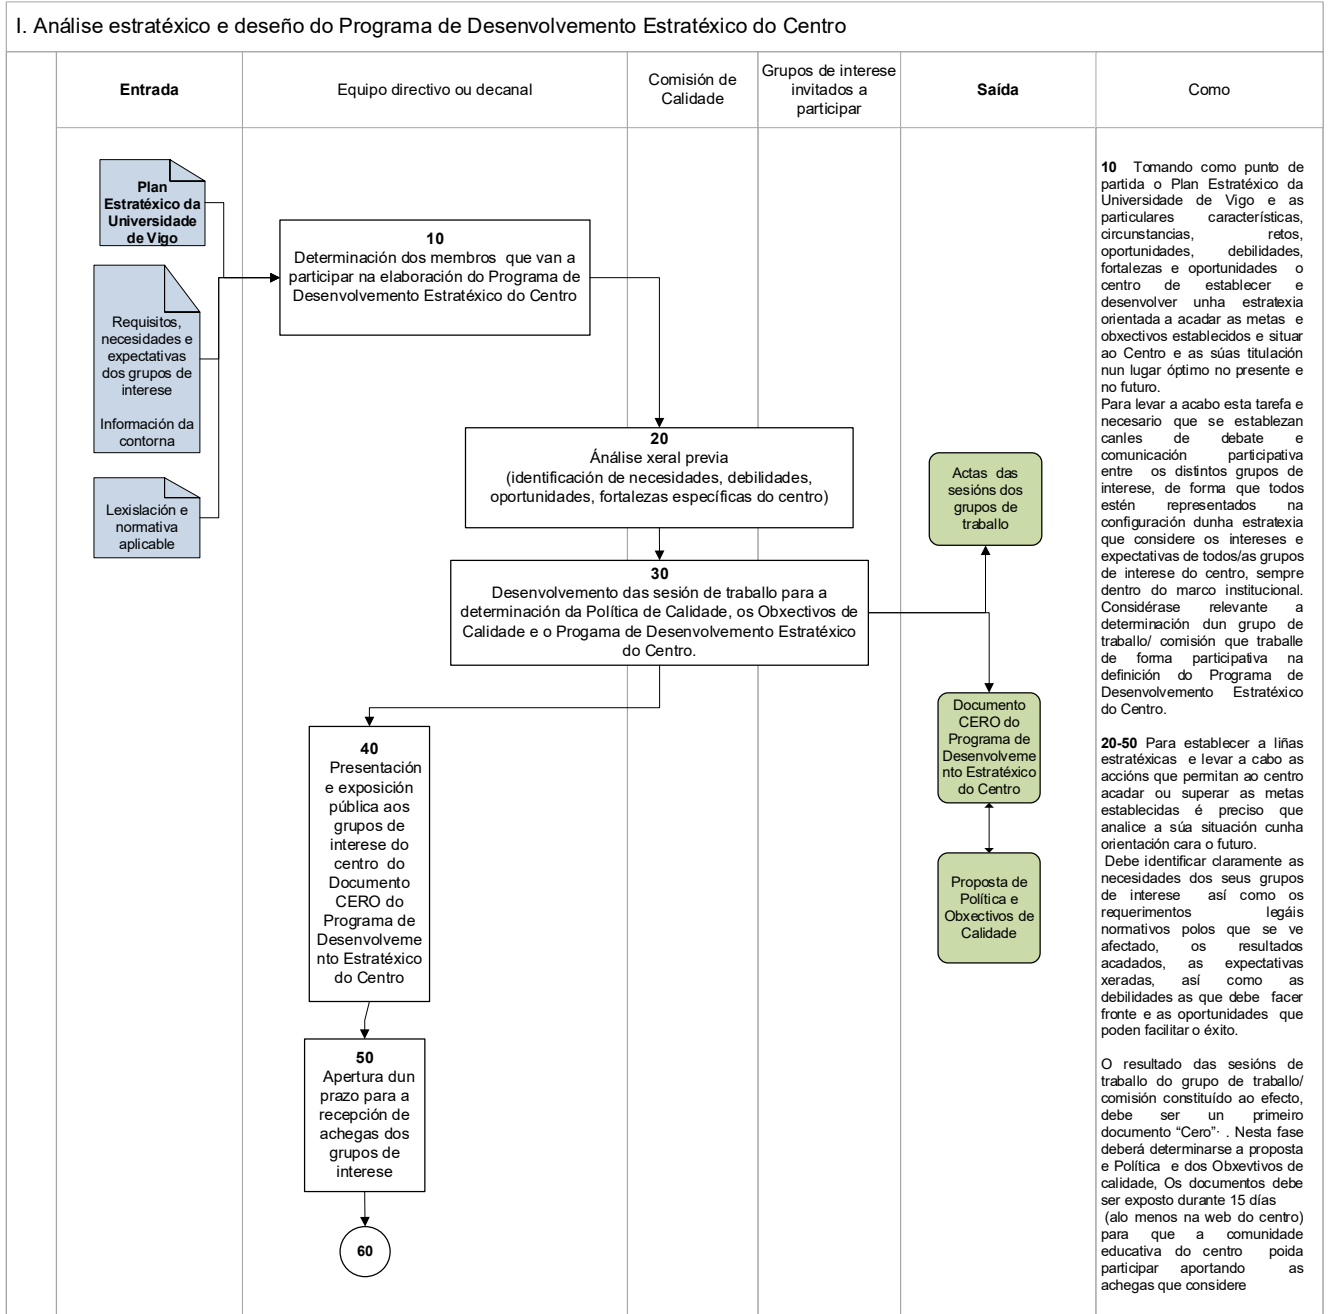 I. Análise estratéxico e deseño do Programa de Desenvolvemento Estratéxico do Centro
Entrada
Equipo directivo ou decanal
Comisión de
Calidade
Grupos de interese
invitados a
participar
Saída
Como
Plan
Estratéxico da
Universidade
de Vigo
Requisitos,
necesidades e
expectativas
dos grupos de
interese
Información da
contorna
Lexislación e
normativa
aplicable
10
Determinación dos membros que van a
participar na elaboración do Programa de
Desenvolvemento Estratéxico do Centro
20
Ánálise xeral previa
(identificación de necesidades, debilidades,
oportunidades, fortalezas específicas do centro)
30
Desenvolvemento das sesión de traballo para a
determinación da Política de Calidade, os Obxectivos de
Calidade e o Progama de Desenvolvemento Estratéxico
do Centro.
40
Presentación
e exposición
pública aos
grupos de
interese do
centro do
Documento
CERO do
Programa de
Desenvolveme
nto Estratéxico
do Centro
50
Apertura dun
prazo para a
recepción de
achegas dos
grupos de
interese
60
Actas das
sesións dos
grupos de
traballo
Documento
CERO do
Programa de
Desenvolveme
nto Estratéxico
do Centro
Proposta de
Política e
Obxectivos de
Calidade
10 Tomando como punto de
partida o Plan Estratéxico da
Universidade de Vigo e as
particulares características,
circunstancias, retos,
oportunidades, debilidades,
fortalezas e oportunidades o
centro de establecer e
desenvolver unha estratexia
orientada a acadar as metas e
obxectivos establecidos e situar
ao Centro e as súas titulación
nun lugar óptimo no presente e
no futuro.
Para levar a acabo esta tarefa e
necesario que se establezan
canles de debate e
comunicación participativa
entre os distintos grupos de
interese, de forma que todos
estén representados na
configuración dunha estratexia
que considere os intereses e
expectativas de todos/as grupos
de interese do centro, sempre
dentro do marco institucional.
Considérase relevante a
determinación dun grupo de
traballo/ comisión que traballe
de forma participativa na
definición do Programa de
Desenvolvemento Estratéxico
do Centro.
20-50 Para establecer a liñas
estratéxicas e levar a cabo as
accións que permitan ao centro
acadar ou superar as metas
establecidas é preciso que
analice a súa situación cunha
orientación cara o futuro.
Debe identificar claramente as
necesidades dos seus grupos
de interese así como os
requerimentos legáis
normativos polos que se ve
afectado, os resultados
acadados, as expectativas
xeradas, así como as
debilidades as que debe facer
fronte e as oportunidades que
poden facilitar o éxito.
O resultado das sesións de
traballo do grupo de traballo/
comisión constituído ao efecto,
debe ser un primeiro
documento “Cero”· . Nesta fase
deberá determinarse a proposta
e Política e dos Obxevtivos de
calidade, Os documentos debe
ser exposto durante 15 días
(alo menos na web do centro)
para que a comunidade
educativa do centro poida
participar aportando as
achegas que considere